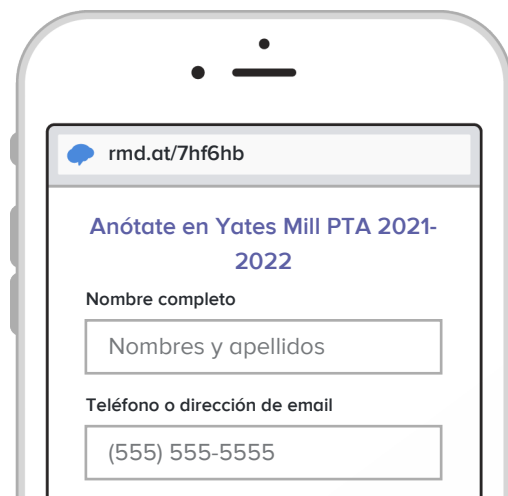 rmd.at/7hf6hb
Anótate en Yates Mill PTA 2021-
2022
Nombre completo
Nombres y apellidos
Teléfono o dirección de email
(555) 555-5555